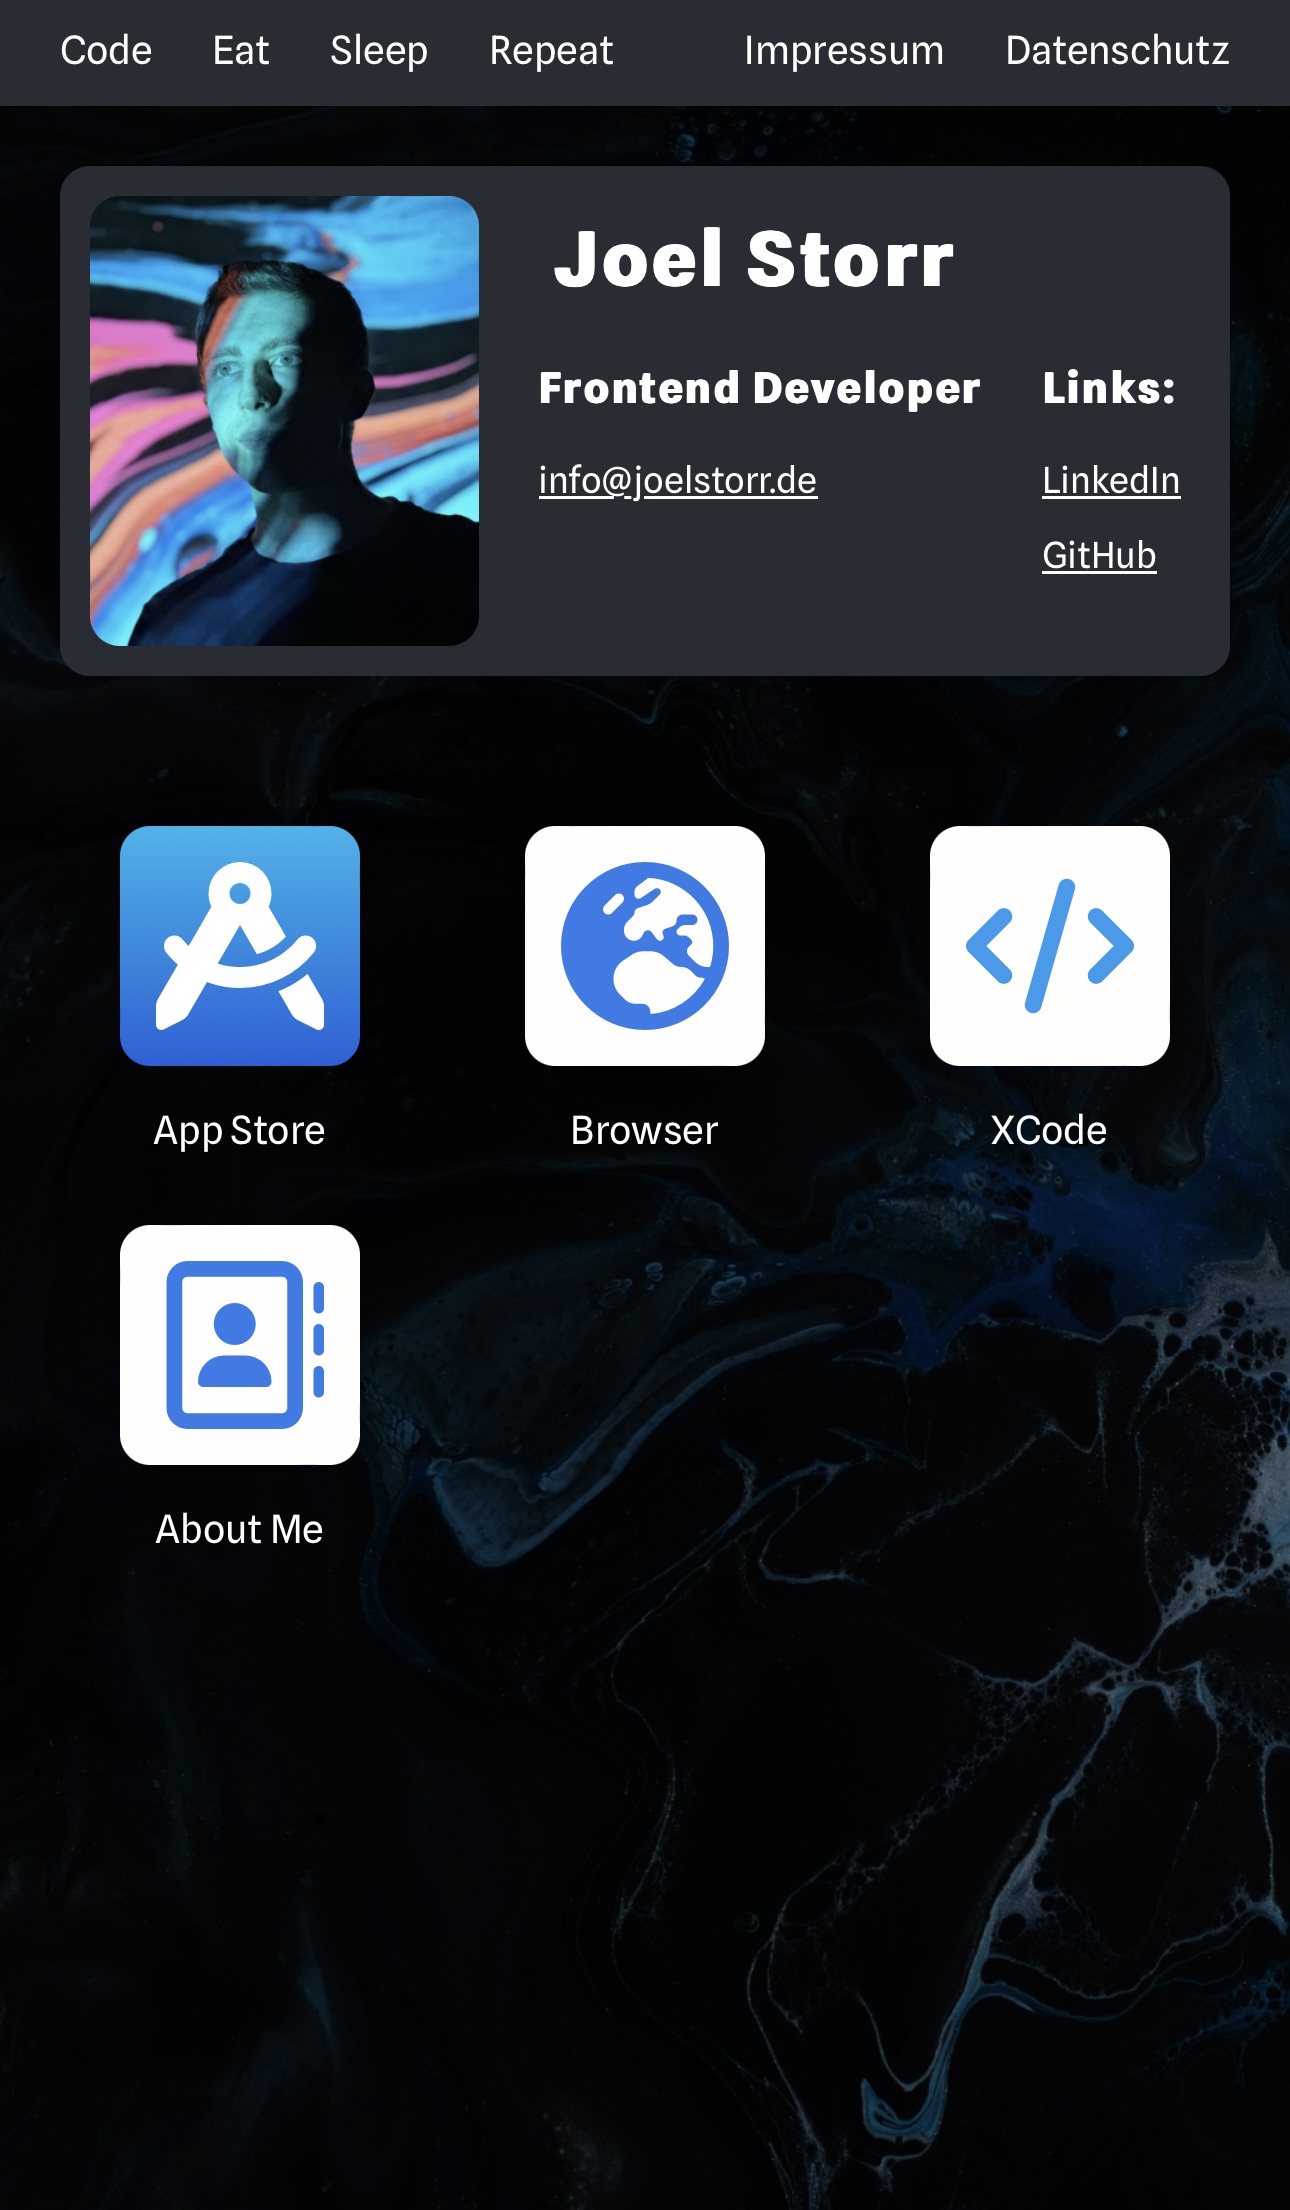 Code Eat Sleep Repeat Impressum Datenschutz
Joel Storr
Frontend Developer
info@joelstorr.de
Links:
LinkedIn
GitHub
App Store
Browser
XCode
About Me